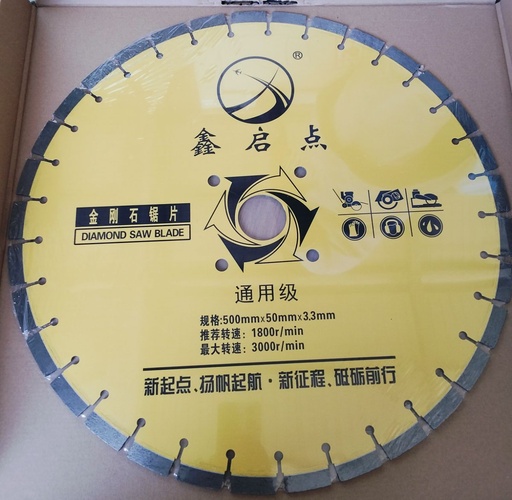 ®
鑫启点
金刚石锯片
DIAMOND SAW BLADE
通用级
规格:500mm×50mm×3.3mm
推荐转速: 1800r/min
最大转速: 3000r/min
新起点、扬帆起航·新征程、砥砺前行